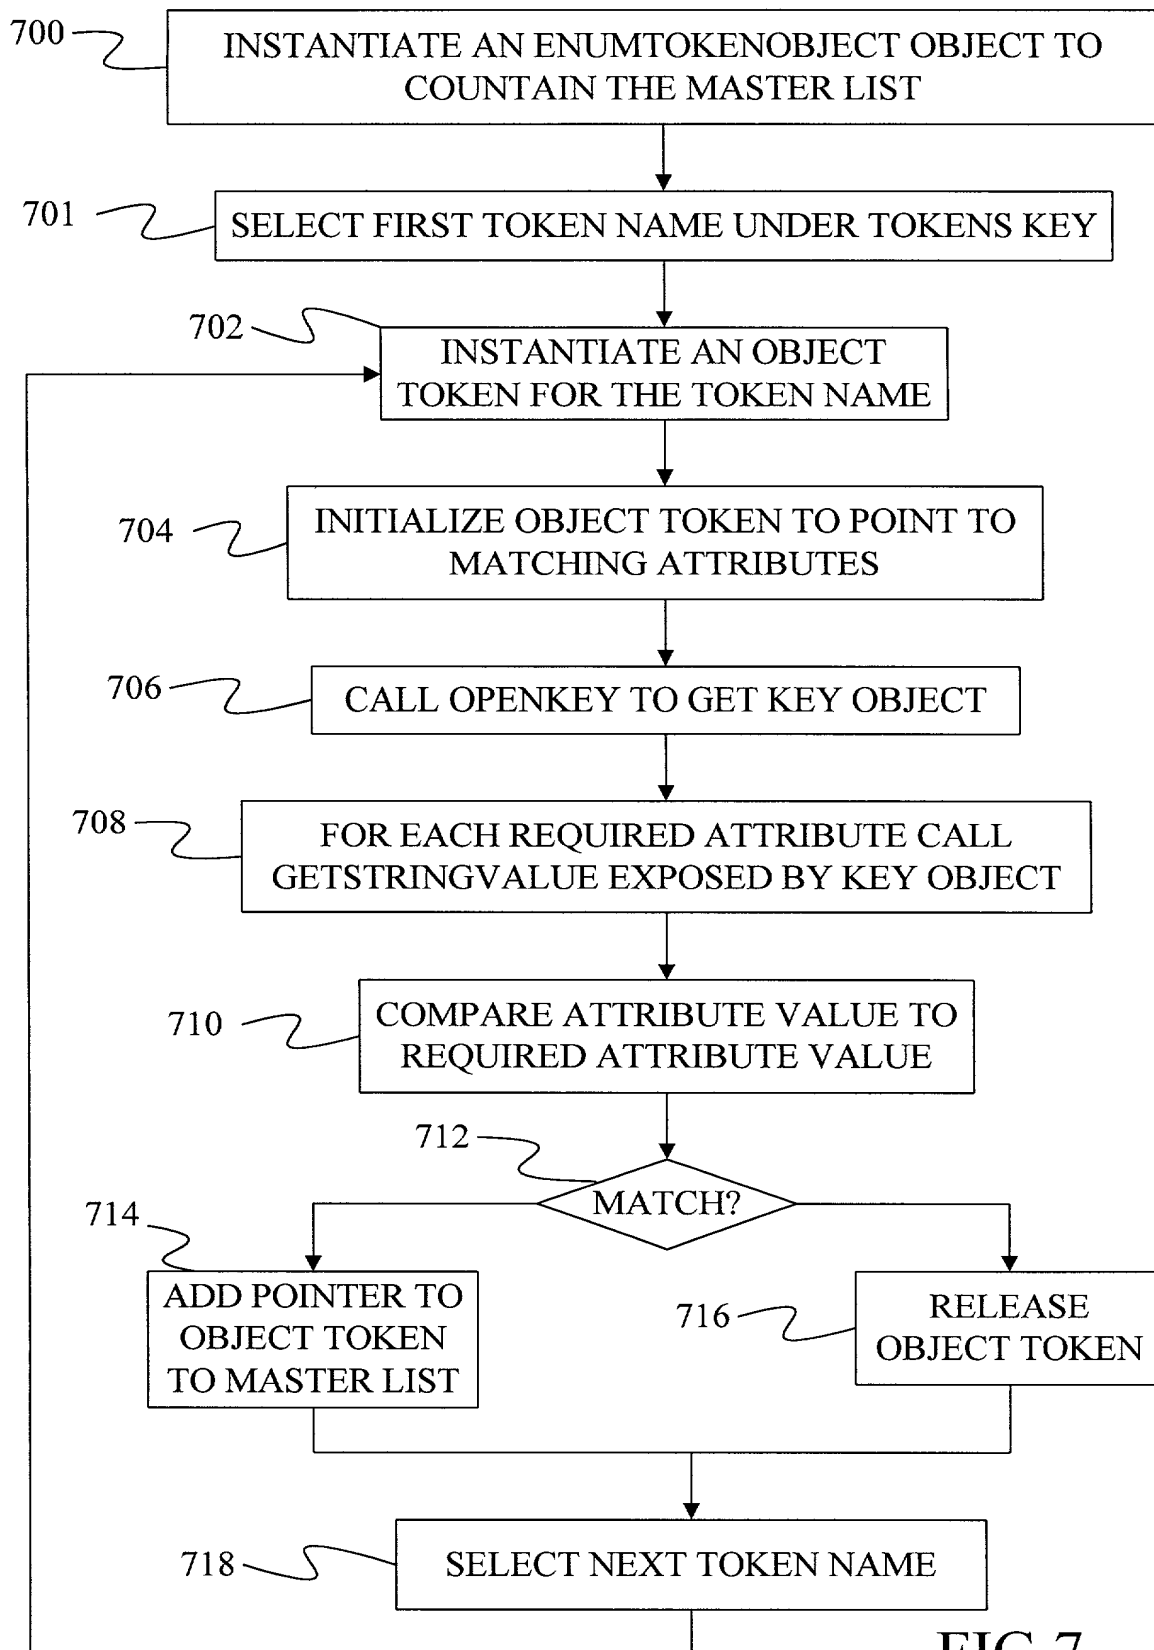 700
INSTANTIATE AN ENUMTOKENOBJECT OBJECT TO
COUNTAIN THE MASTER LIST
701
SELECT FIRST TOKEN NAME UNDER TOKENS KEY
702
INSTANTIATE AN OBJECT
TOKEN FOR THE TOKEN NAME
704
INITIALIZE OBJECT TOKEN TO POINT TO
MATCHING ATTRIBUTES
706
CALL OPENKEY TO GET KEY OBJECT
708
FOR EACH REQUIRED ATTRIBUTE CALL
GETSTRINGVALUE EXPOSED BY KEY OBJECT
710
COMPARE ATTRIBUTE VALUE TO
REQUIRED ATTRIBUTE VALUE
712
MATCH?
714
ADD POINTER TO
OBJECT TOKEN
TO MASTER LIST
716
RELEASE
OBJECT TOKEN
718
SELECT NEXT TOKEN NAME
FIG. 7